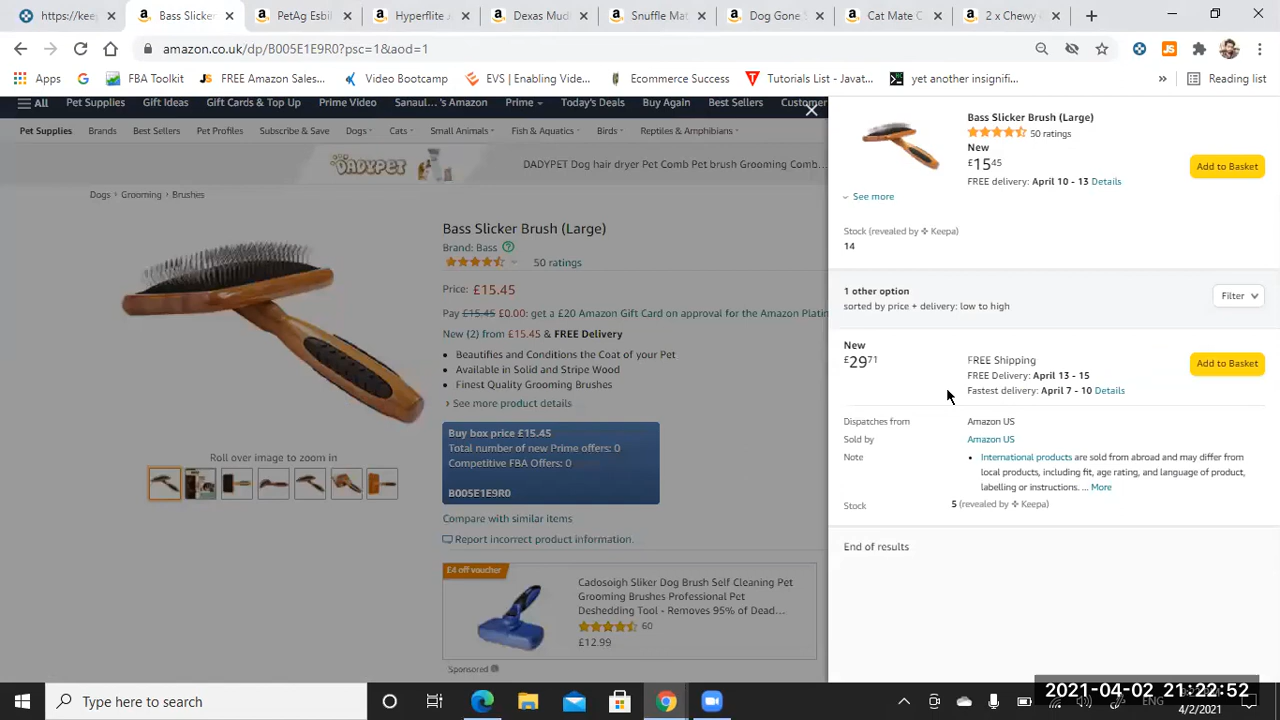 https://kee
Bass Slicker
PetAg Esbil
Hyperflite
Dexas Mud
Snuffle Mat
Dog Gone S
Cat Mate C
2 x Chewy
amazon.co.uk/dp/B005E1E9R0?psc=1&aod=1
Apps
FBA Toolkit
FREE Amazon Sales...
Video Bootcamp
EVS | Enabling Vide...
Ecommerce Succes...
Tutorials List - Javat...
yet another insignifi...
»
Reading list
All Pet Supplies Gift Ideas Gift Cards & Top Up Prime Video Sanaul...'s Amazon Prime Today's Deals Buy Again Best Sellers Customer
Pet Supplies Brands Best Sellers Pet Profiles Subscribe & Save Dogs Cats Small Animals Fish & Aquatics Birds Reptiles & Amphibians
DADYPET
DADYPET Dog hair dryer Pet Comb Pet brush Grooming Comb...
Dogs › Grooming › Brushes
Bass Slicker Brush (Large)
Brand: Bass
50 ratings
Price: £15.45
Pay £15.45 £0.00: get a £20 Amazon Gift Card on approval for the Amazon Platin
New (2) from £15.45 & FREE Delivery
• Beautifies and Conditions the Coat of your Pet
• Available in Solid and Stripe Wood
• Finest Quality Grooming Brushes
› See more product details
Roll over image to zoom in
Buy box price £15.45
Total number of new Prime offers: 0
Competitive FBA Offers: 0
B005E1E9R0
Compare with similar items
Report incorrect product information.
£4 off voucher
Cadosoigh Sliker Dog Brush Self Cleaning Pet
Grooming Brushes Professional Pet
Deshedding Tool - Removes 95% of Dead...
60
£12.99
Sponsored
Bass Slicker Brush (Large)
50 ratings
New
£15.45
FREE delivery: April 10 - 13 Details
Add to Basket
See more
Stock (revealed by Keepa)
14
1 other option
sorted by price + delivery: low to high
Filter
New
£29.71
FREE Shipping
FREE Delivery: April 13 - 15
Fastest delivery: April 7 - 10 Details
Add to Basket
Dispatches from Amazon US
Sold by Amazon US
Note • International products are sold from abroad and may differ from
local products, including fit, age rating, and language of product,
labelling or instructions. ... More
Stock 5 (revealed by Keepa)
End of results
Type here to search
ENG
2021-04-02 21:22:52
4/2/2021